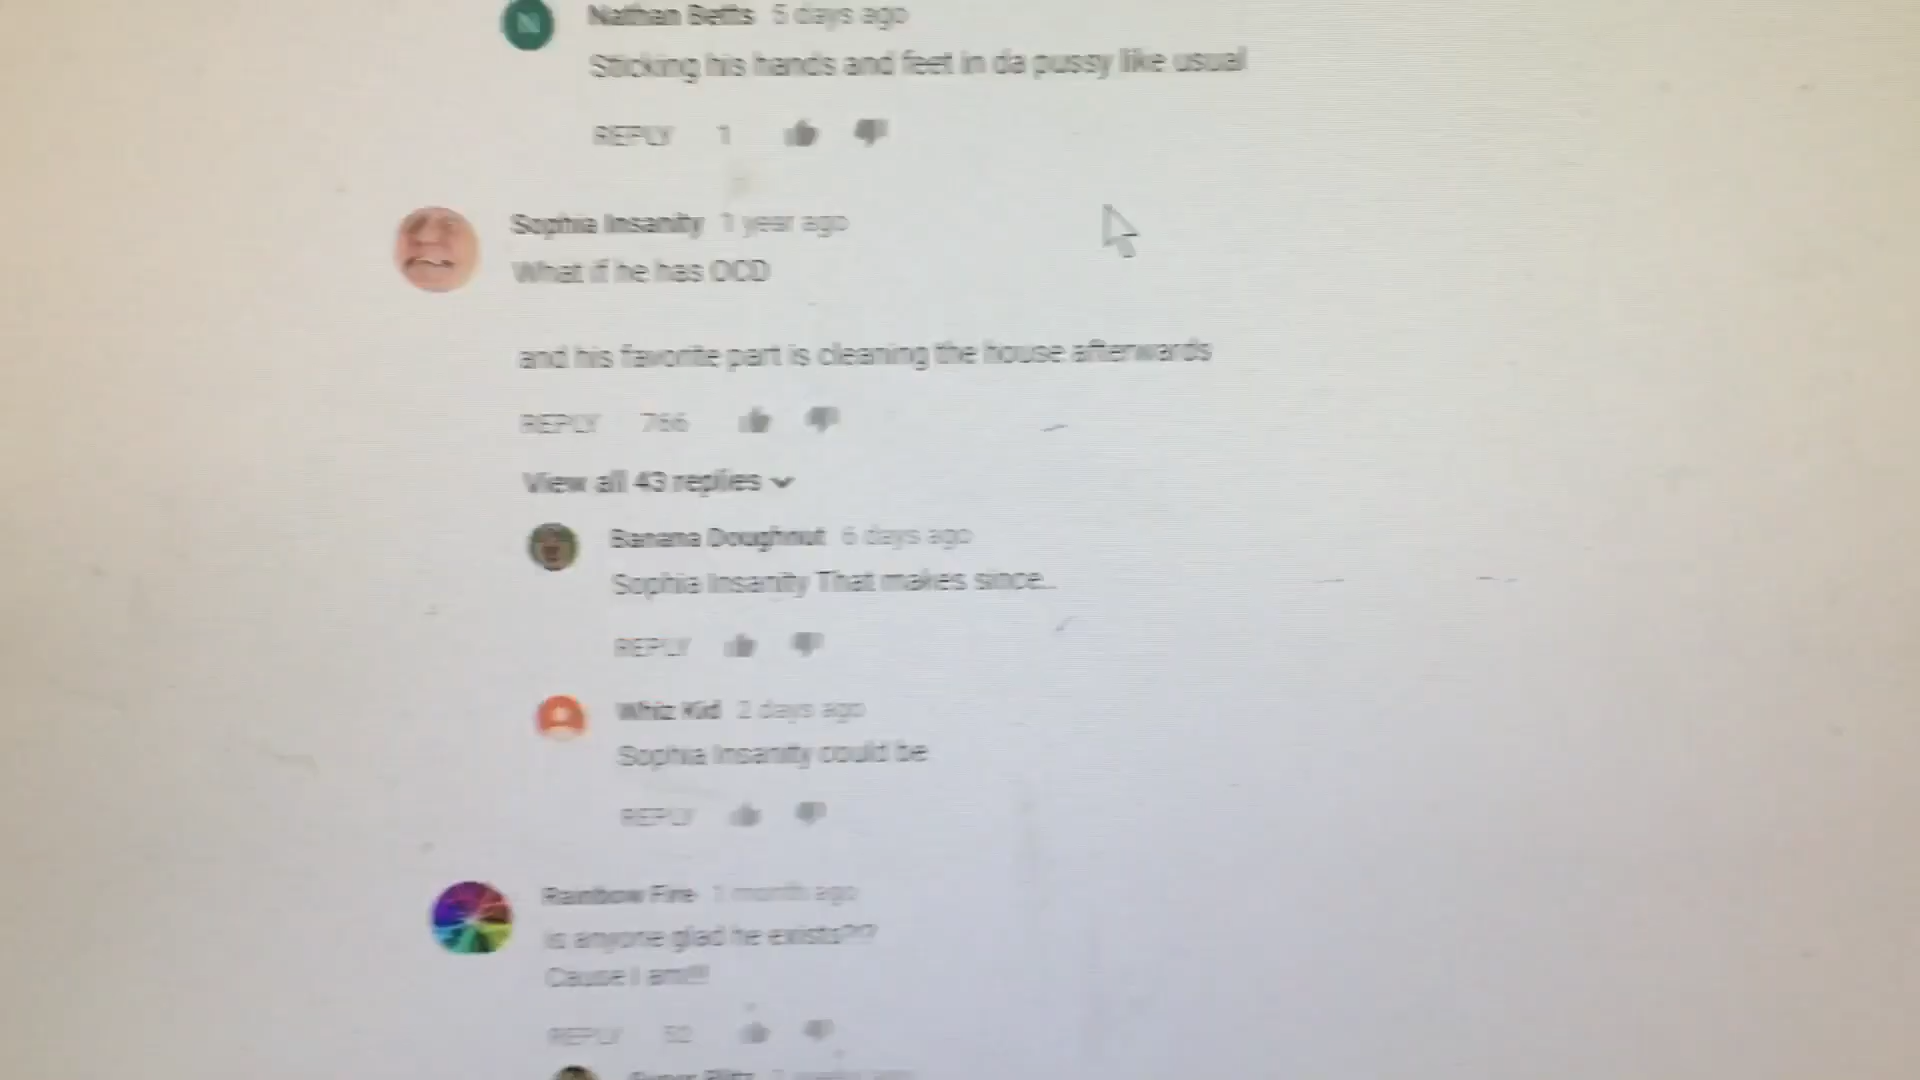 Nathan Betts 5 days ago
Sticking his hands and feet in da pussy like usual
REPLY 1
Sophia Insanity 1 year ago
What if he has OCD
and his favorite part is cleaning the house afterwards
REPLY 766
View all 43 replies
Banana Doughnut 6 days ago
Sophia Insanity That makes since..
REPLY
Whiz Kid 2 days ago
Sophia Insanity could be
REPLY
Rainbow Fire 1 month ago
Is anyone glad he exists???
Cause I am!!!
REPLY 52